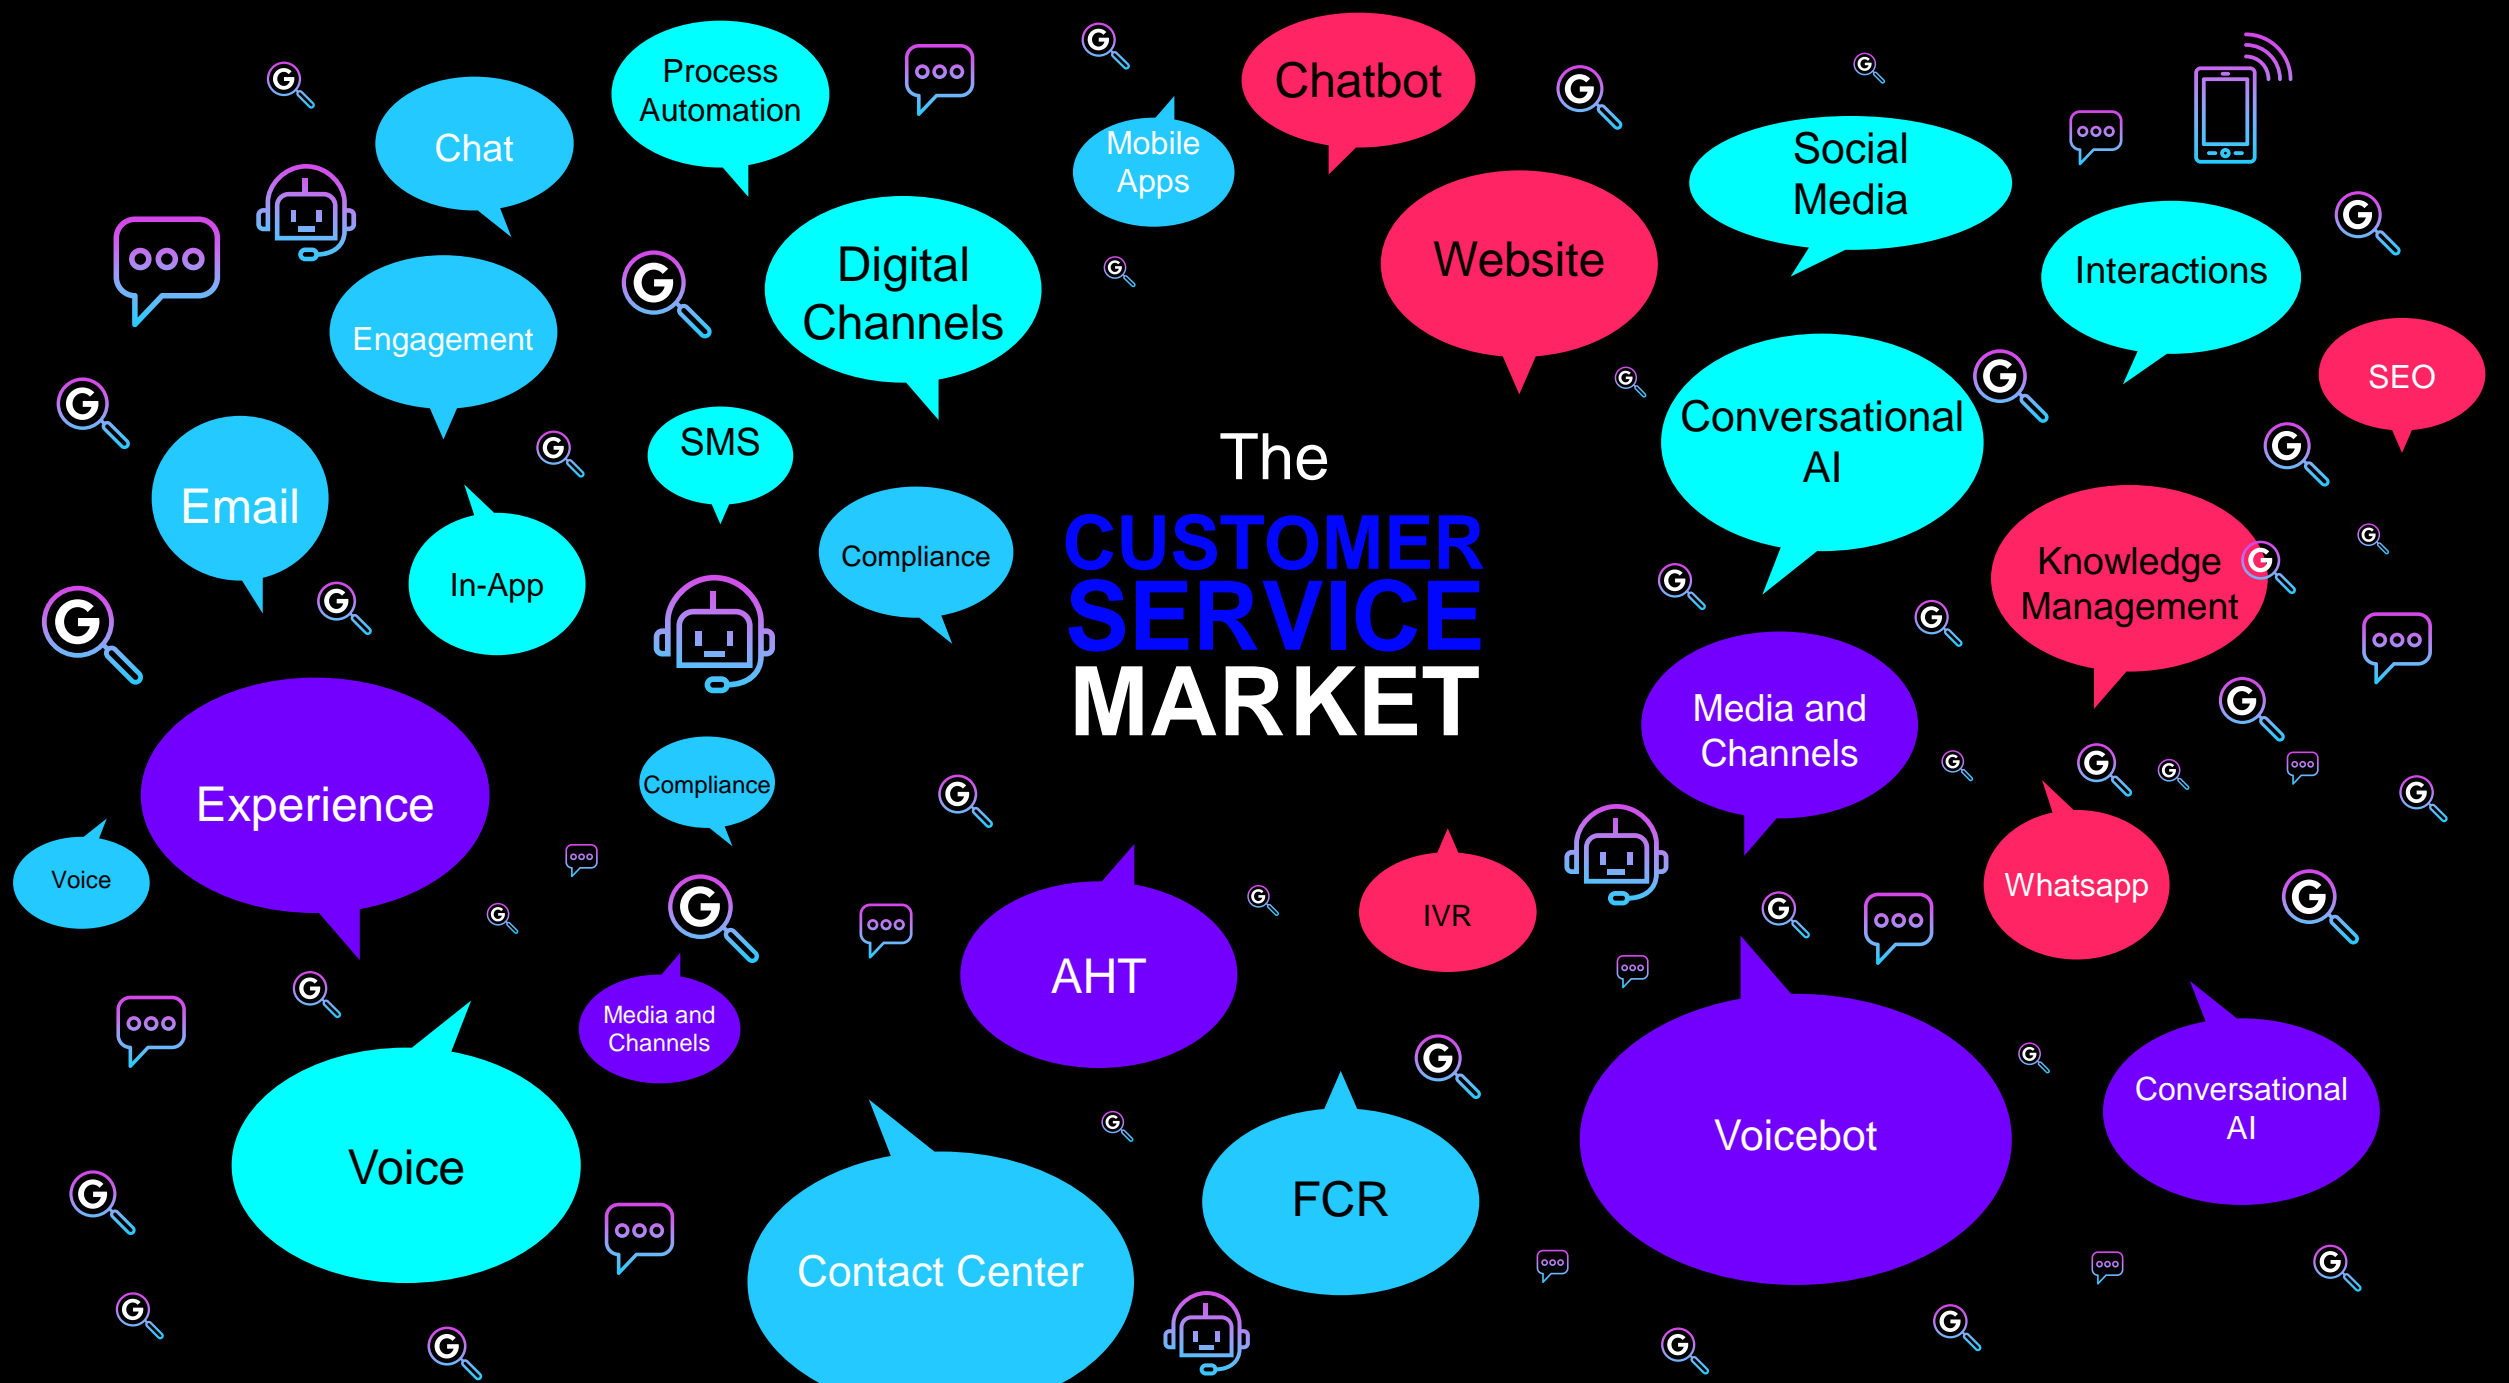 Process
Automation
Chatbot
Chat
Mobile
Apps
Social
Media
Digital
Channels
Website
Interactions
Engagement
SEO
SMS
Conversational
AI
The
CUSTOMER
SERVICE
MARKET
Email
In-App
Compliance
Knowledge
Management
Media and
Channels
Experience
Compliance
Voice
Whatsapp
IVR
AHT
Media and
Channels
Voice
Voicebot
Conversational
AI
FCR
Contact Center